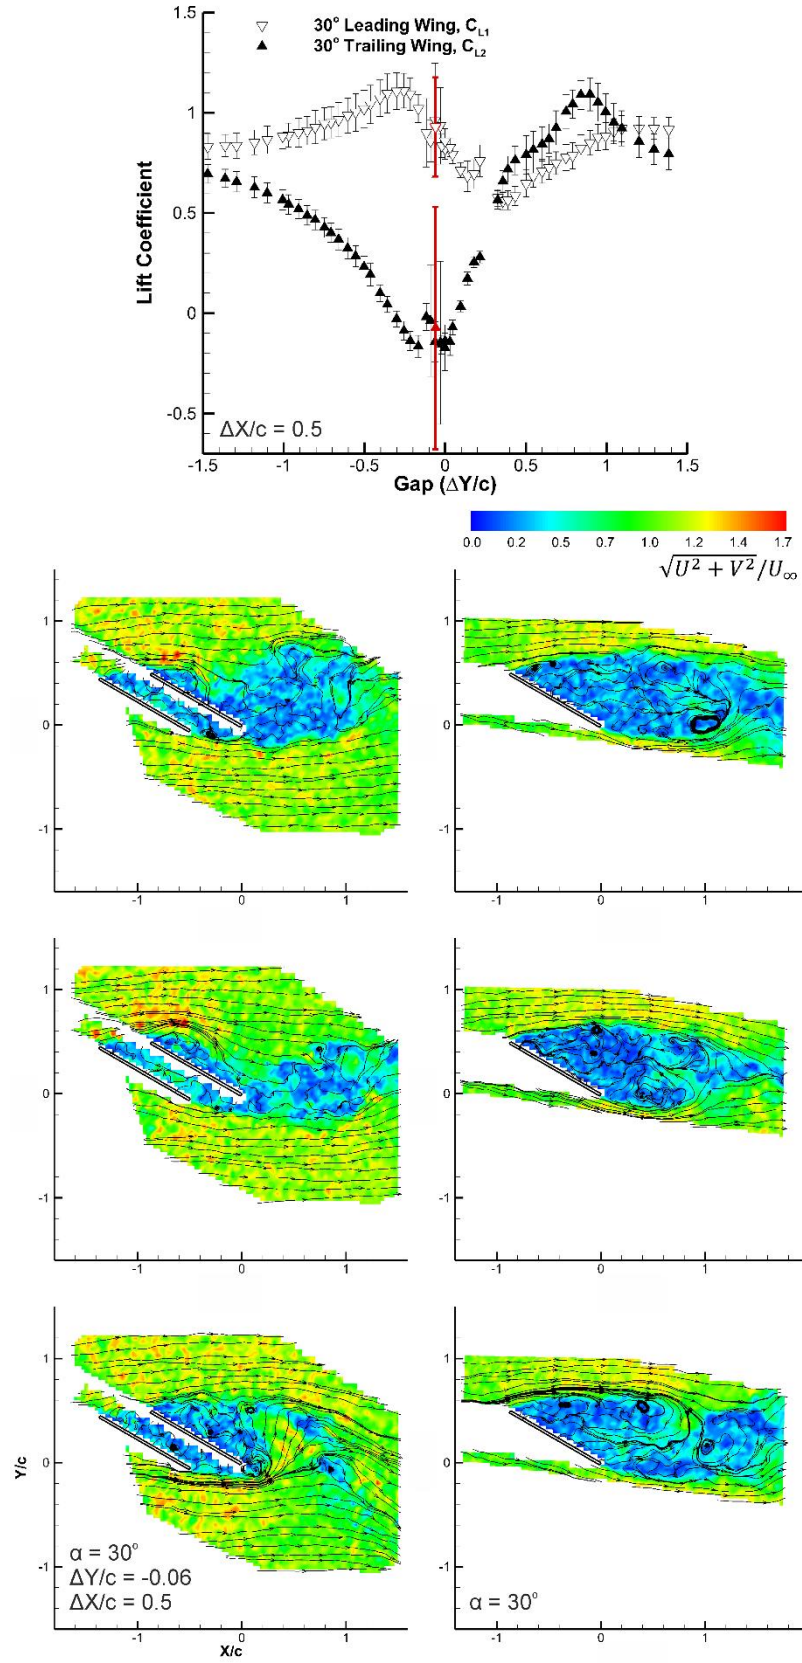 1.5
30° Leading Wing, C_L1
30° Trailing Wing, C_L2
1
0.5
0
-0.5
Lift Coefficient
ΔX/c = 0.5
-1.5 -1 -0.5 0 0.5 1 1.5
Gap (ΔY/c)
0.0 0.2 0.5 0.7 1.0 1.2 1.4 1.7
√U² + V²/U∞
1
0
-1
-1 0 1
1
0
-1
-1 0 1
1
0
-1
-1 0 1
1
0
-1
-1 0 1
1
0
-1
Y/c
α = 30°
ΔY/c = -0.06
ΔX/c = 0.5
-1 0 1
X/c
1
0
-1
α = 30°
-1 0 1